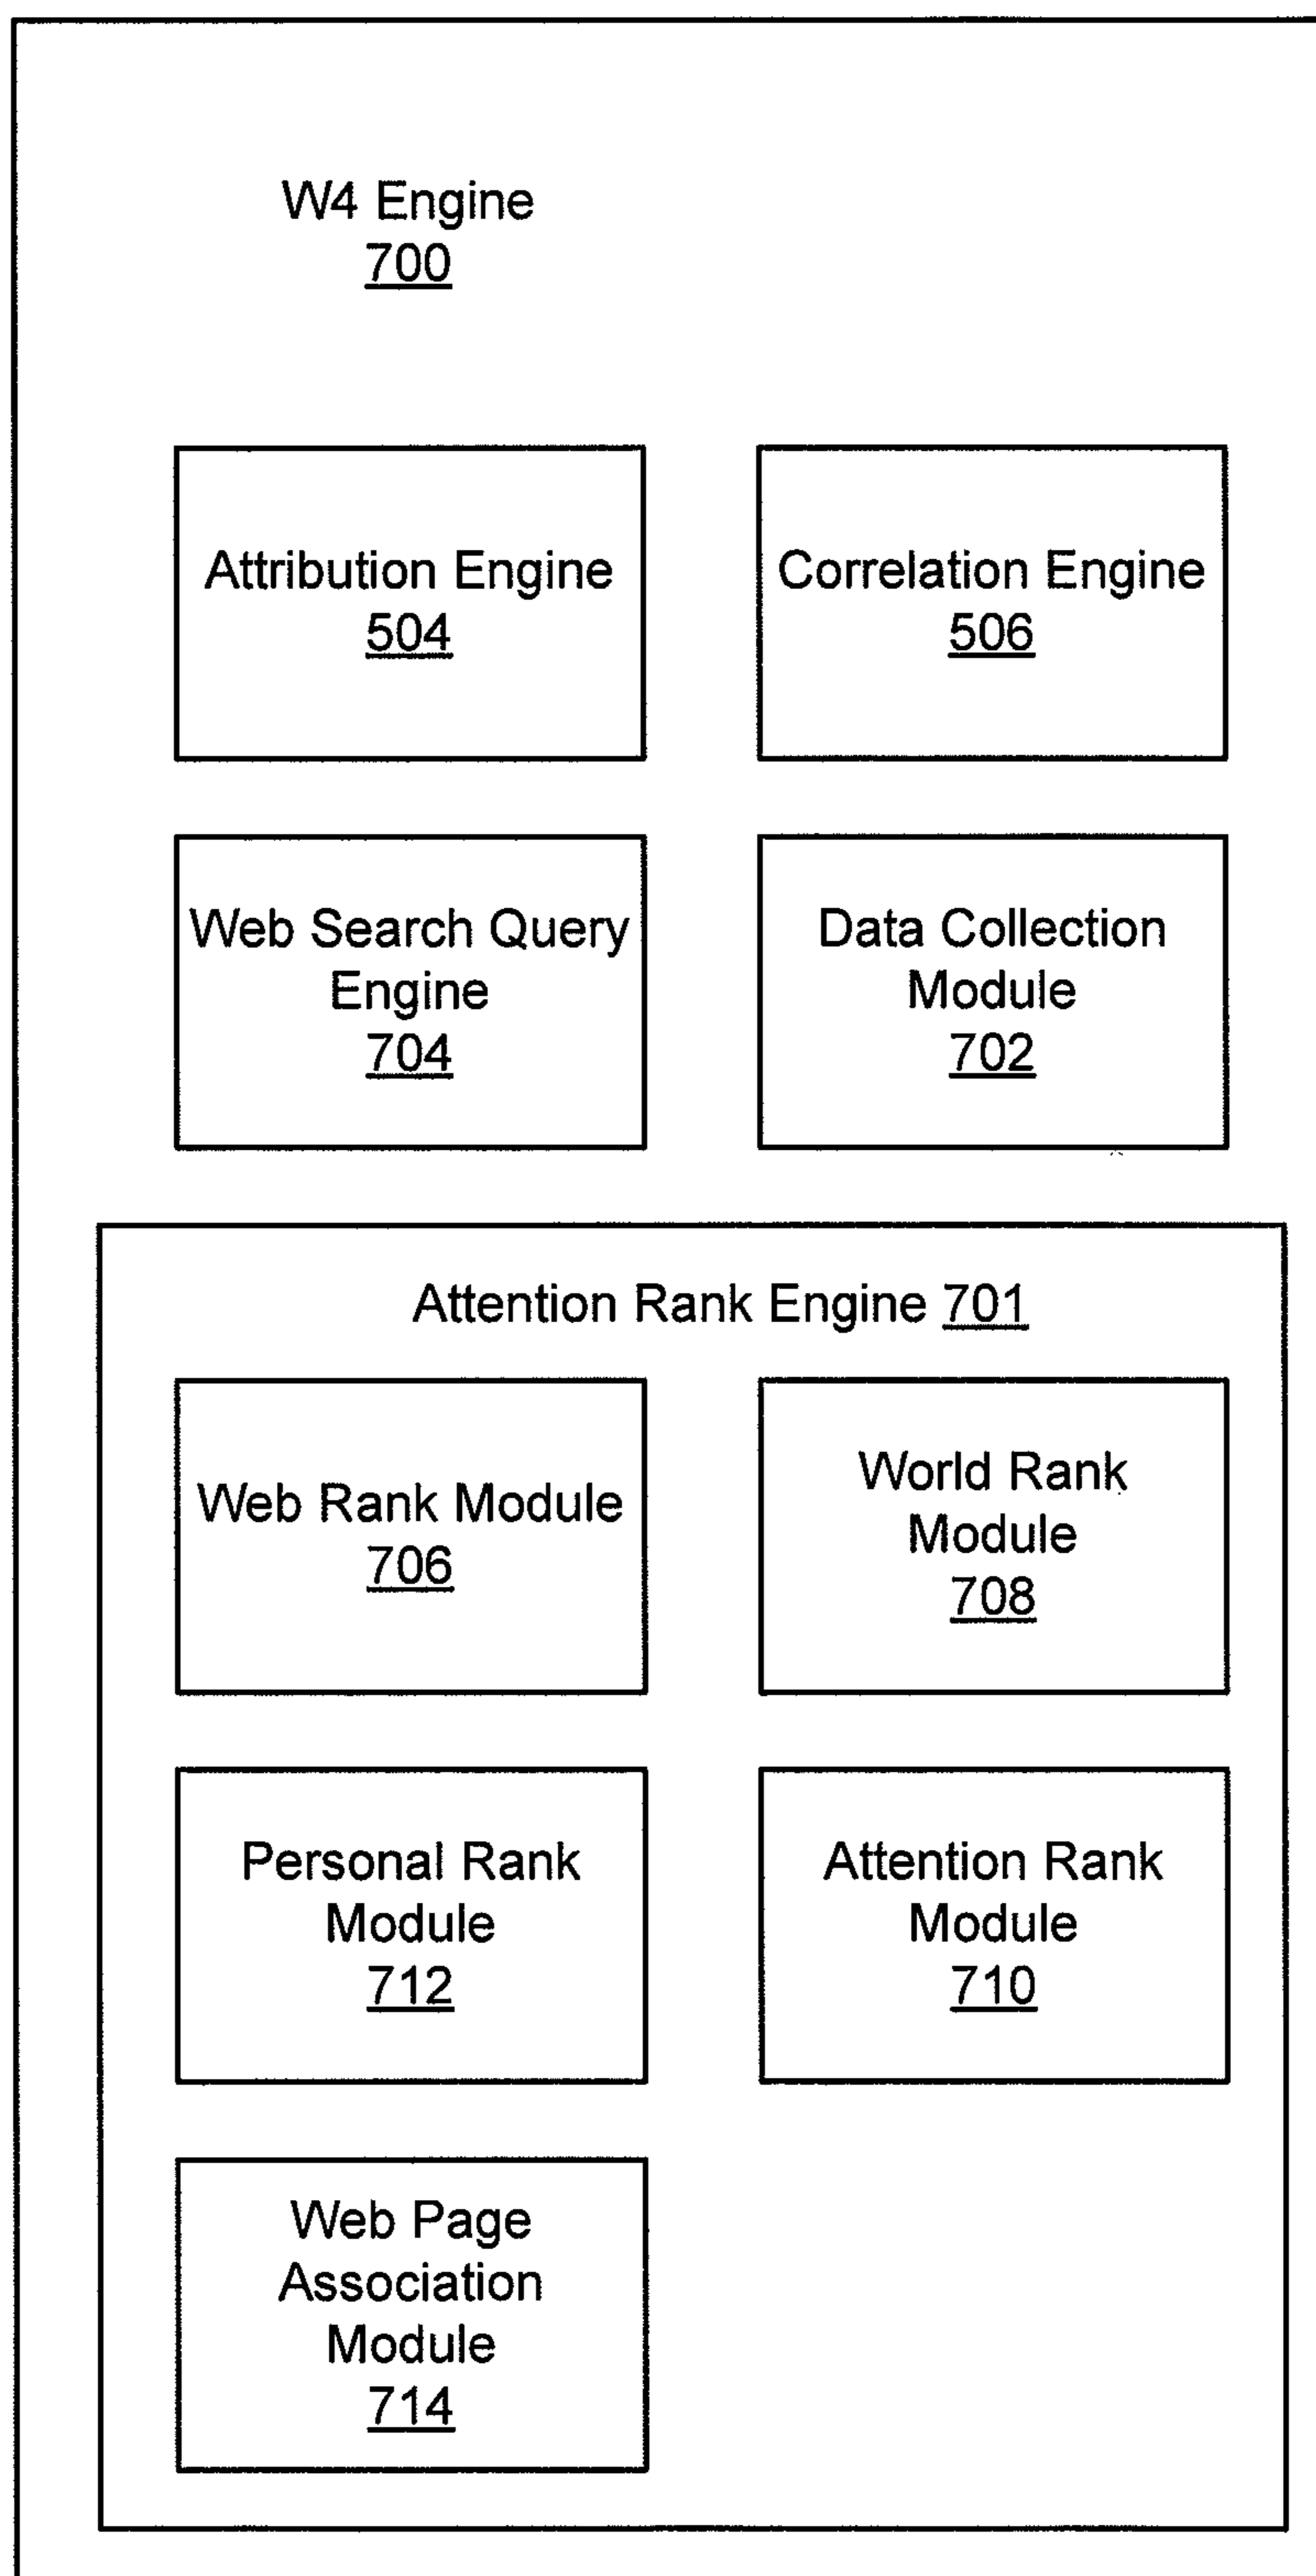 W4 Engine
700
Attribution Engine
504
Correlation Engine
506
Web Search Query
Engine
704
Data Collection
Module
702
Attention Rank Engine 701
Web Rank Module
706
World Rank
Module
708
Personal Rank
Module
712
Attention Rank
Module
710
Web Page
Association
Module
714